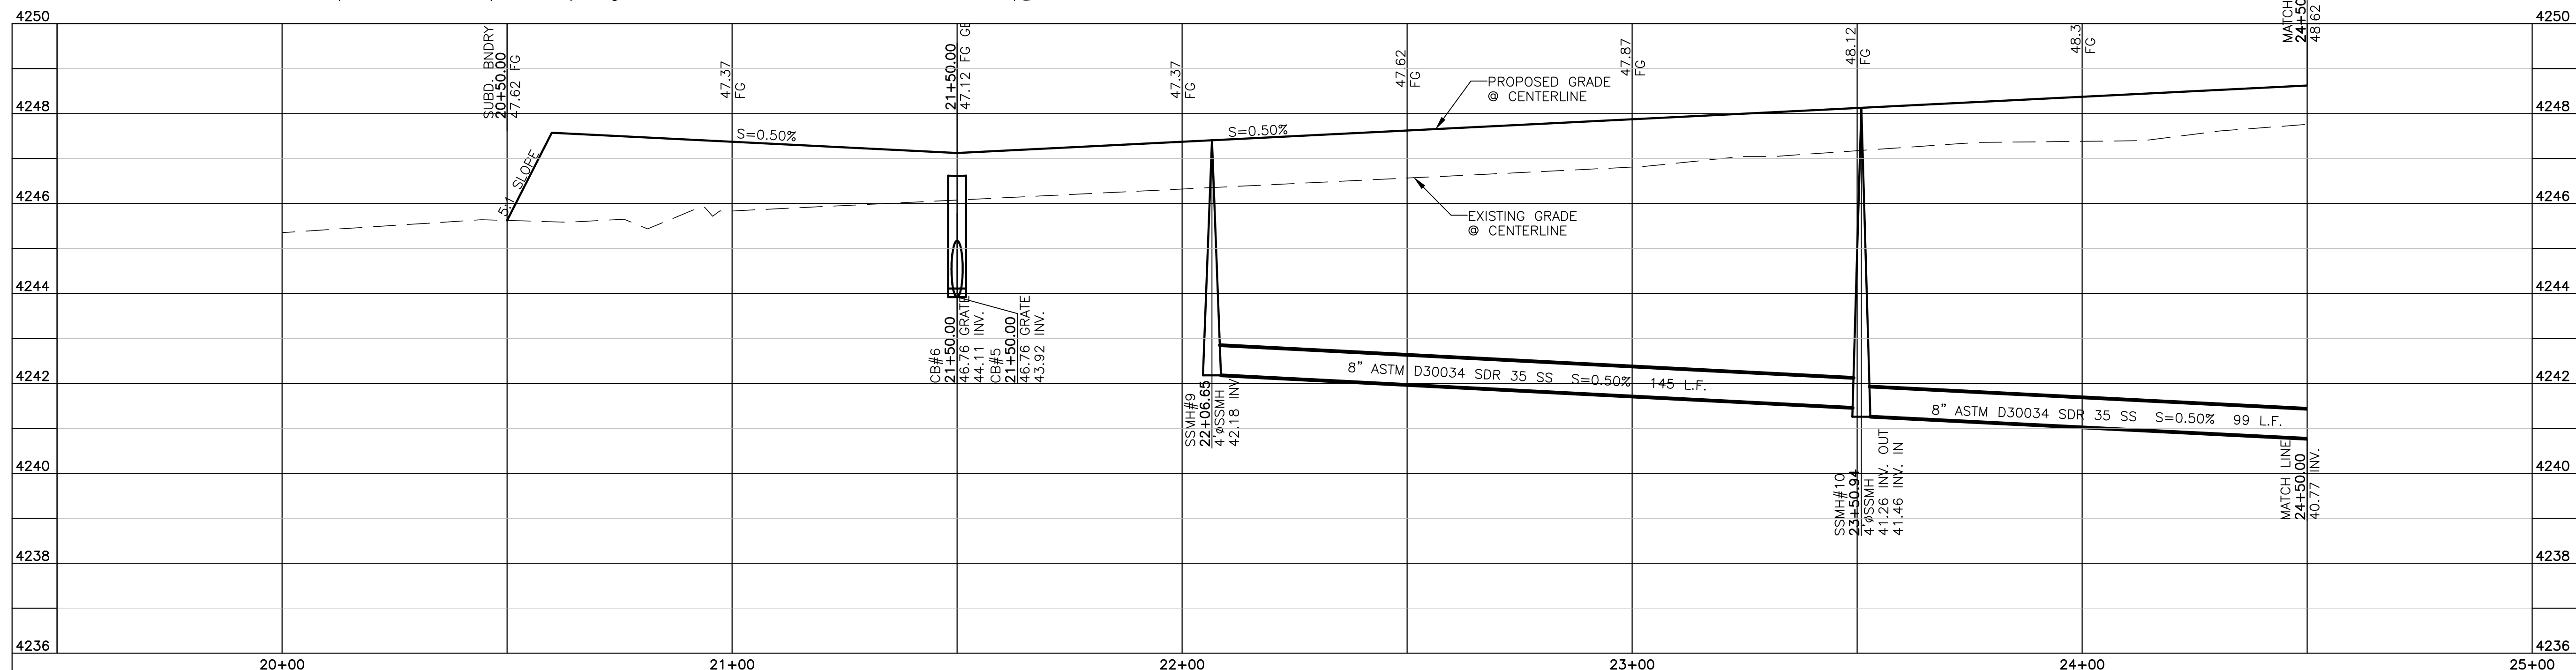 4250
4248
4246
4244
4242
4240
4238
4236
SUBD. BNDRY
20+50.00
47.62 FG
5:1 SLOPE
47.37
FG
S=0.50%
21+50.00
47.12 FG
47.37
FG
S=0.50%
47.62
FG
PROPOSED GRADE
@ CENTERLINE
EXISTING GRADE
@ CENTERLINE
47.87
FG
48.12
FG
48.3
FG
MATCH
24+50
48.62
CB#6
21+50.00
46.76 GRATE
44.11 INV.
CB#5
21+50.00
46.76 GRATE
43.92 INV.
SSMH#9
22+06.65
4'øSSMH
42.18 INV
8" ASTM D30034 SDR 35 SS S=0.50% 145 L.F.
SSMH#10
23+50.94
4'øSSMH
41.26 INV. OUT
41.46 INV. IN
8" ASTM D30034 SDR 35 SS S=0.50% 99 L.F.
MATCH LINE
24+50.00
40.77 INV.
4250
4248
4246
4244
4242
4240
4238
4236
20+00
21+00
22+00
23+00
24+00
25+00